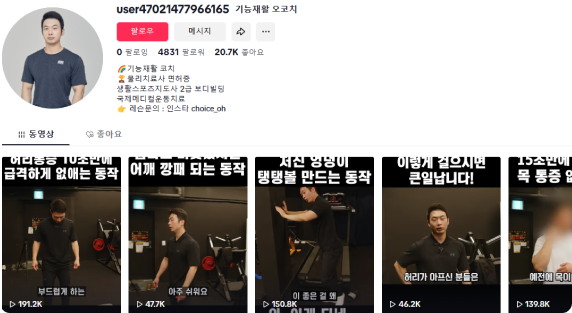 user47021477966165 기능재활 오코치
팔로우 메시지
0 팔로잉 4831 팔로워 20.7K 좋아요
🌈기능재활 코치
🏆물리치료사 면허증
생활스포츠지도사 2급 보디빌딩
국제메디컬운동치료
👉 레슨문의 : 인스타 choice_oh
동영상 좋아요
허리통증 10초만에
급격하게 없애는 동작
부드럽게 하는
191.2K
어깨 깡패 되는 동작
아주 쉬워요
47.7K
처진 엉덩이
탱탱볼 만드는 동작
이 좋은 걸 왜
150.8K
이렇게 걸으시면
큰일납니다!
허리가 아프신 분들은
46.2K
15초만에
목 통증 없
예전에 목이
139.8K